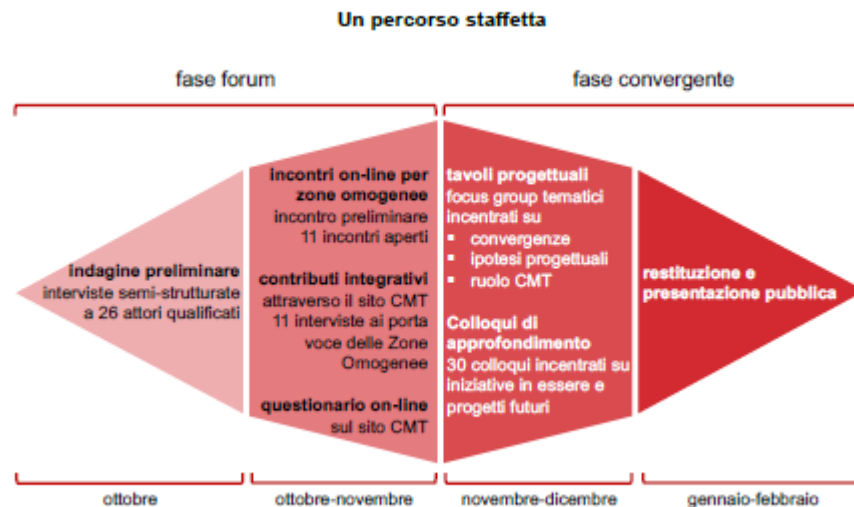 Un percorso staffetta
fase forum
fase convergente
indagine preliminare
interviste semi-strutturate
a 26 attori qualificati
incontri on-line per
zone omogenee
incontro preliminare
11 incontri aperti
contributi integrativi
attraverso il sito CMT
11 interviste ai porta
voce delle Zone
Omogenee
questionario on-line
sul sito CMT
tavoli progettuali
focus group tematici
incentrati su
▪ convergenze
▪ ipotesi progettuali
▪ ruolo CMT
Colloqui di
approfondimento
30 colloqui incentrati su
iniziative in essere e
progetti futuri
restituzione e
presentazione pubblica
ottobre
ottobre-novembre
novembre-dicembre
gennaio-febbraio